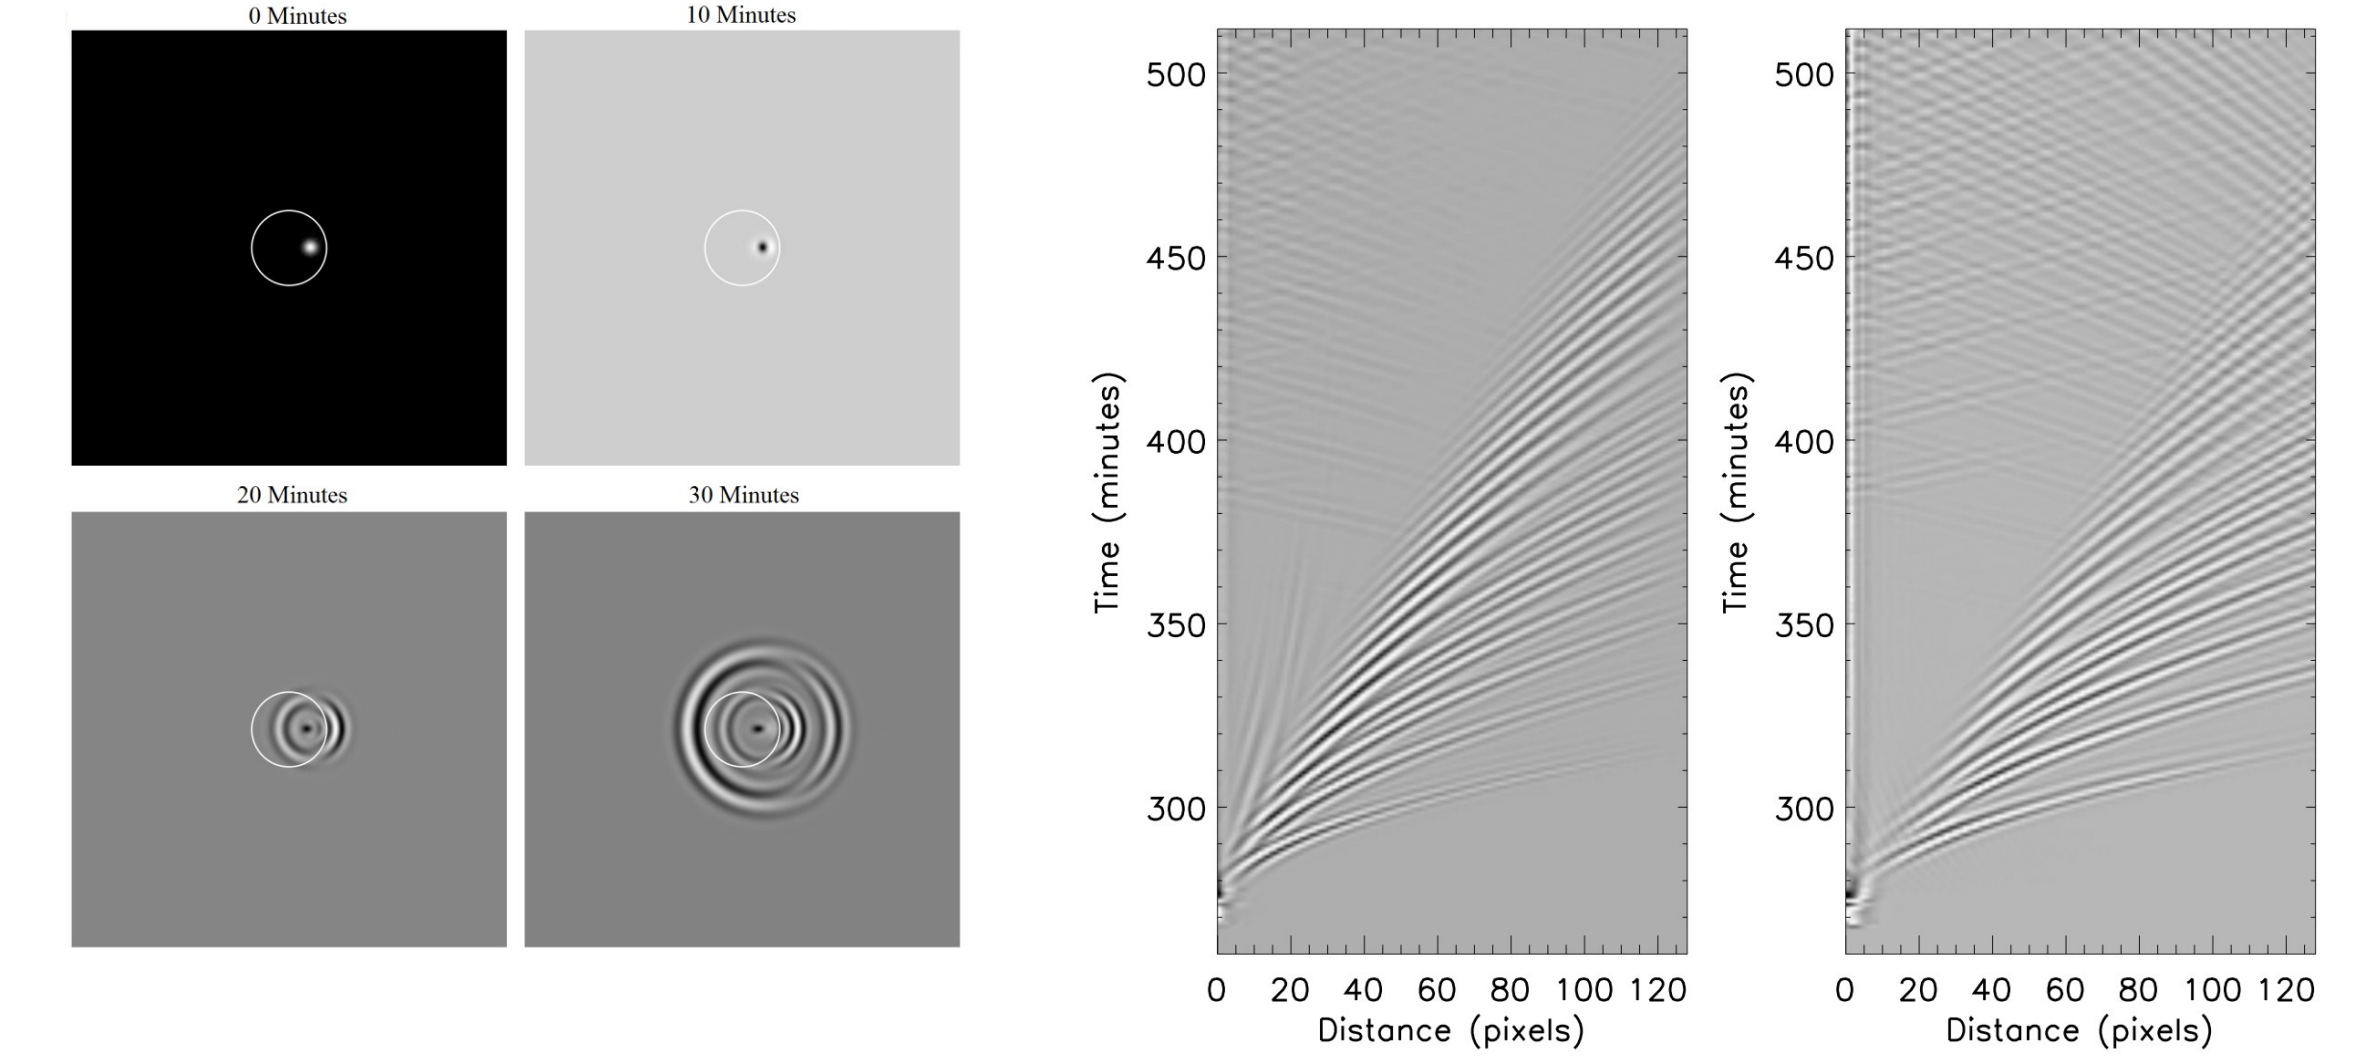 0 Minutes
10 Minutes
20 Minutes
30 Minutes
500
450
400
350
300
Time (minutes)
0 20 40 60 80 100 120
Distance (pixels)
500
450
400
350
300
Time (minutes)
0 20 40 60 80 100 120
Distance (pixels)